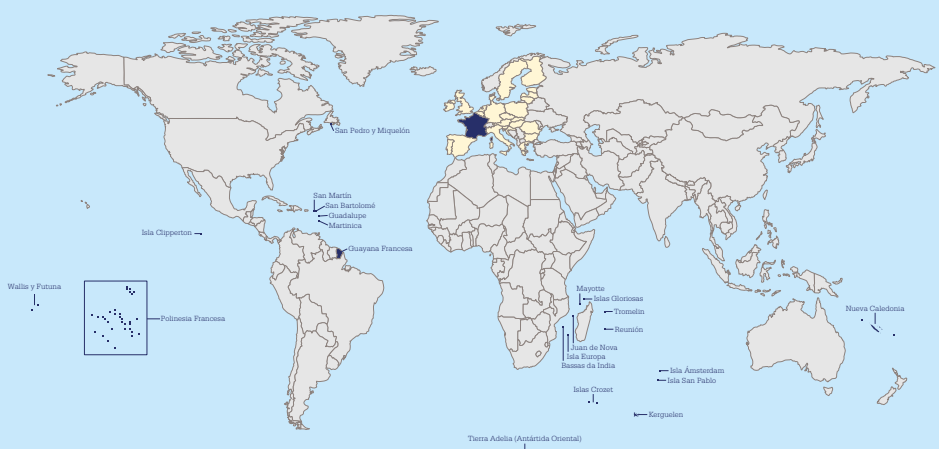 San Pedro y Miquelón
San Martín
San Bartolomé
Guadalupe
Martinica
Isla Clipperton
Guayana Francesa
Wallis y Futuna
Polinesia Francesa
Mayotte
Islas Gloriosas
Tromelin
Nueva Caledonia
Reunión
Juan de Nova
Isla Europa
Bassas da India
Isla Ámsterdam
Isla San Pablo
Islas Crozet
Kerguelen
Tierra Adelia (Antártida Oriental)